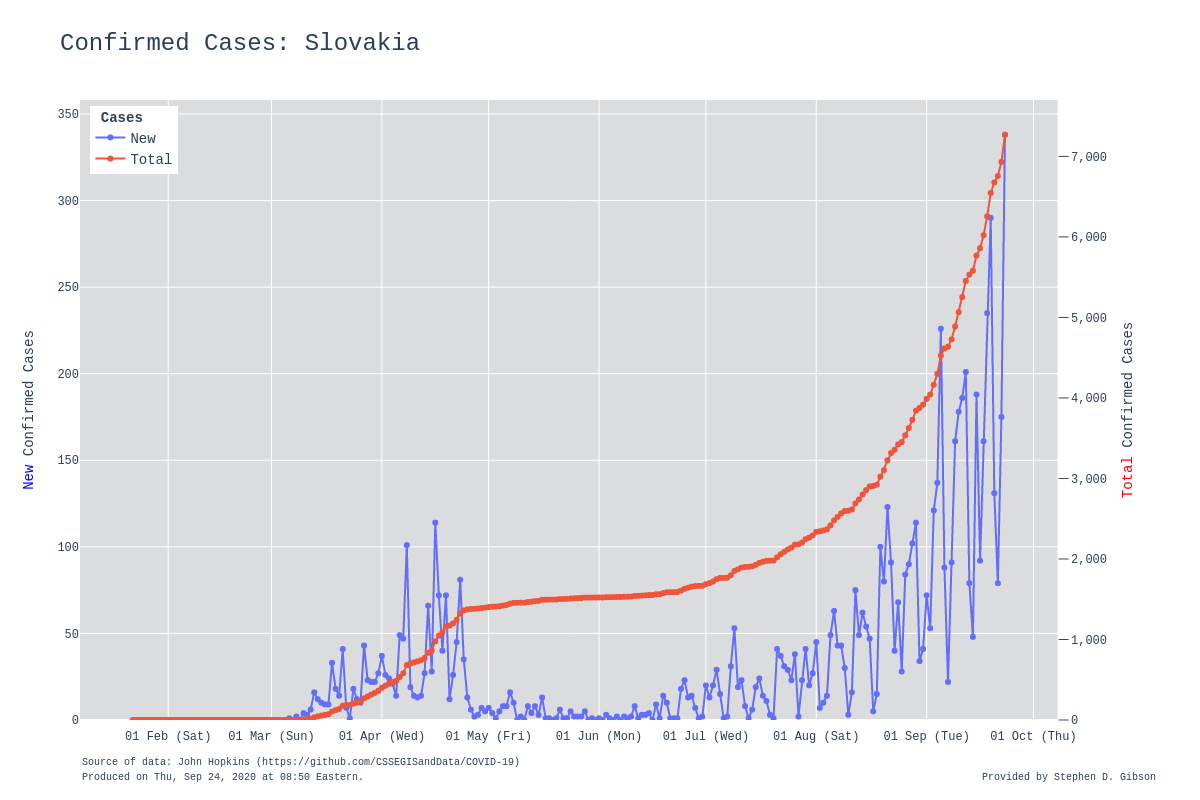 Confirmed Cases: Slovakia
Cases
New
Total
350
300
250
200
150
100
50
0
7,000
6,000
5,000
4,000
3,000
2,000
1,000
0
New Confirmed Cases
Total Confirmed Cases
01 Feb (Sat) 01 Mar (Sun) 01 Apr (Wed) 01 May (Fri) 01 Jun (Mon) 01 Jul (Wed) 01 Aug (Sat) 01 Sep (Tue) 01 Oct (Thu)
Source of data: John Hopkins (https://github.com/CSSEGISandData/COVID-19)
Produced on Thu, Sep 24, 2020 at 08:50 Eastern.
Provided by Stephen D. Gibson